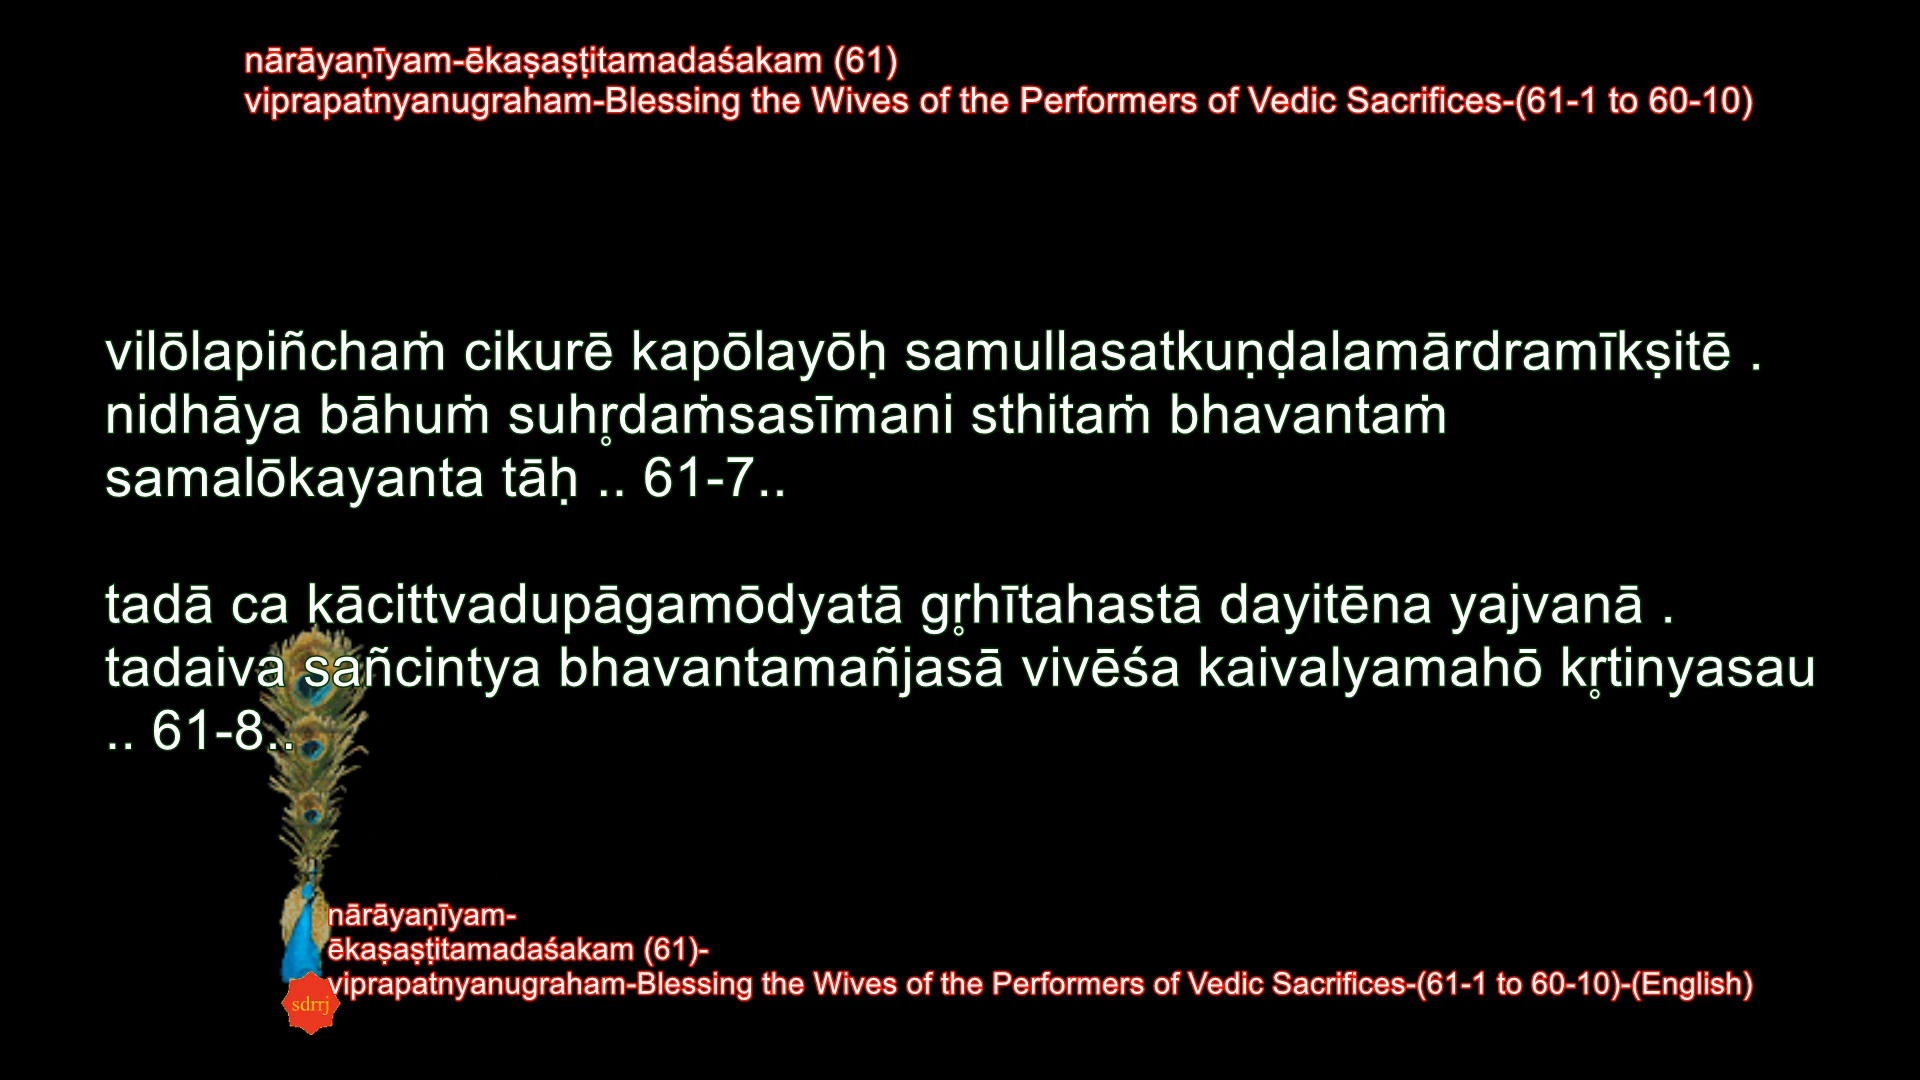 nārāyaṇīyam-ēkaṣaṣṭitamadaśakam (61)
viprapatnyanugraham-Blessing the Wives of the Performers of Vedic Sacrifices-(61-1 to 60-10)
vilōlapiñchaṁ cikurē kapōlayōḥ samullasatkuṇḍalamārdramīkṣitē .
nidhāya bāhuṁ suhr̥daṁsasīmani sthitaṁ bhavantaṁ
samalōkayanta tāḥ .. 61-7..
tadā ca kācittvadupāgamōdyatā gr̥hītahastā dayitēna yajvanā .
tadaiva sañcintya bhavantamañjasā vivēśa kaivalyamahō kr̥tinyasau
.. 61-8..
nārāyaṇīyam-
ēkaṣaṣṭitamadaśakam (61)-
viprapatnyanugraham-Blessing the Wives of the Performers of Vedic Sacrifices-(61-1 to 60-10)-(English)
sdrrj